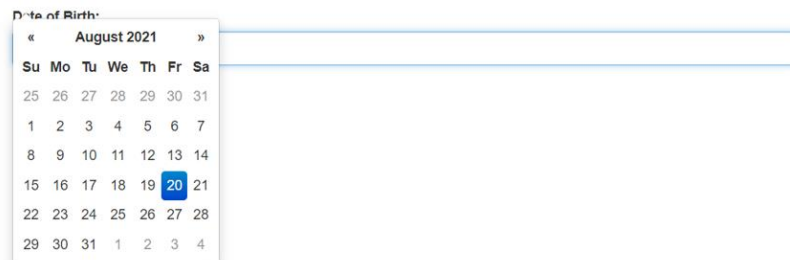 Date of Birth:
« August 2021 »
Su Mo Tu We Th Fr Sa
25 26 27 28 29 30 31
1 2 3 4 5 6 7
8 9 10 11 12 13 14
15 16 17 18 19 20 21
22 23 24 25 26 27 28
29 30 31 1 2 3 4